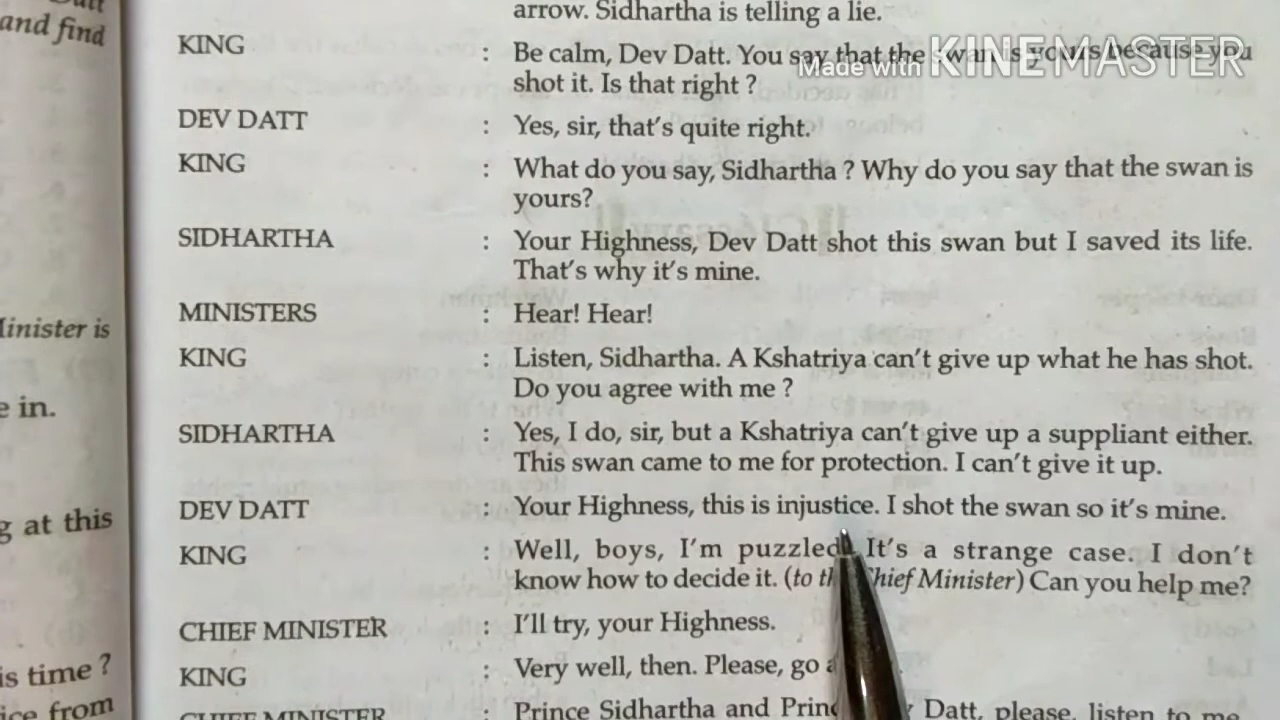 and find
arrow. Sidhartha is telling a lie.
KING : Be calm, Dev Datt. You say that the swan is yours because you
shot it. Is that right ?
Made with KINEMASTER
DEV DATT : Yes, sir, that's quite right.
KING : What do you say, Sidhartha ? Why do you say that the swan is
yours?
SIDHARTHA : Your Highness, Dev Datt shot this swan but I saved its life.
That's why it's mine.
MINISTERS : Hear! Hear!
Minister is
KING : Listen, Sidhartha. A Kshatriya can't give up what he has shot.
Do you agree with me ?
e in.
SIDHARTHA : Yes, I do, sir, but a Kshatriya can't give up a suppliant either.
This swan came to me for protection. I can't give it up.
g at this
DEV DATT : Your Highness, this is injustice. I shot the swan so it's mine.
KING : Well, boys, I'm puzzled. It's a strange case. I don't
know how to decide it. (to the Chief Minister) Can you help me?
CHIEF MINISTER : I'll try, your Highness.
is time ?
KING : Very well, then. Please, go
ice from
CHIEF MINISTER : Prince Sidhartha and Prince Datt, please, listen to me.